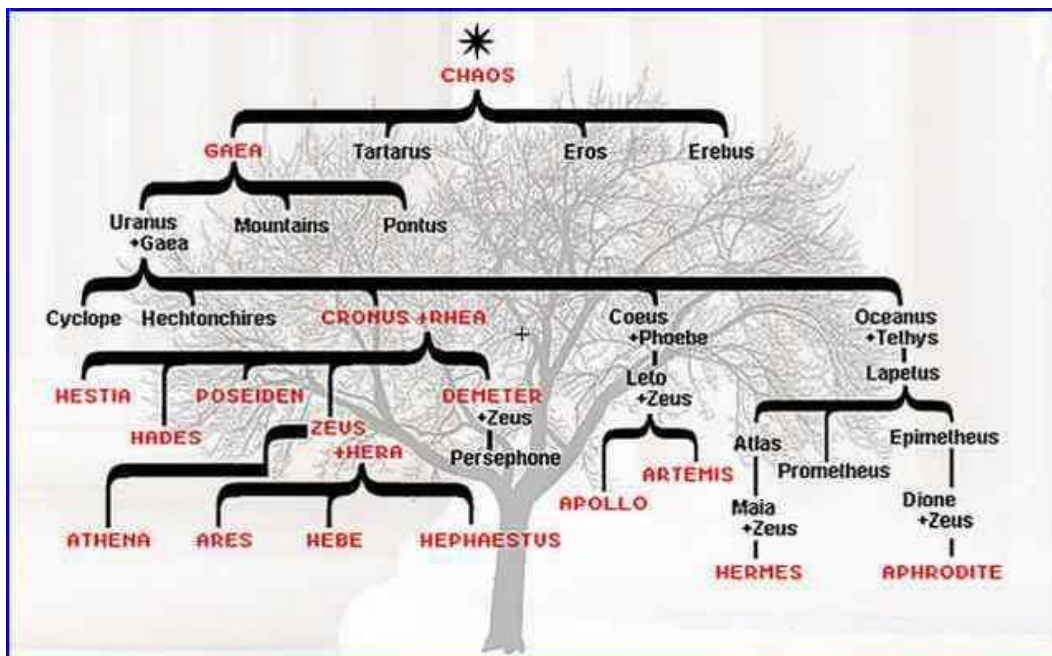 CHAOS
GAEA Tartarus Eros Erebus
Uranus Mountains Pontus
+Gaea
Cyclope Hechtonchires CRONUS +RHEA Coeus Oceanus
+Phoebe +Tethys
HESTIA POSEIDEN DEMETER Leto Lapetus
+Zeus +Zeus
HADES ZEUS
+HERA Persephone Atlas Epimetheus
ARTEMIS Prometheus
APOLLO Maia Dione
+Zeus +Zeus
ATHENA ARES HEBE HEPHAESTUS
HERMES APHRODITE